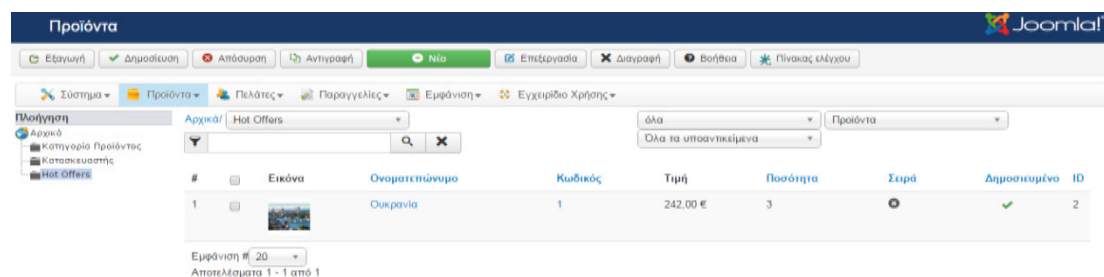 Προϊόντα
Joomla!
Εξαγωγή Δημοσίευση Απόσυρση Αντιγραφή Νέο Επεξεργασία Διαγραφή Βοήθεια Πίνακας ελέγχου
Σύστημα Προϊόντα Πελάτες Παραγγελίες Εμφάνιση Εγχειρίδιο Χρήσης
Πλοήγηση
Αρχικό
Κατηγορία Προϊόντος
Κατασκευαστής
Hot Offers
Αρχικά/ Hot Offers όλα Προϊόντα
Όλα τα υποαντικείμενα
# Εικόνα Ονοματεπώνυμο Κωδικός Τιμή Ποσότητα Σειρά Δημοσιευμένο ID
1 Ουκρανία 1 242,00 € 3 2
Εμφάνιση # 20
Αποτελέσματα 1 - 1 από 1